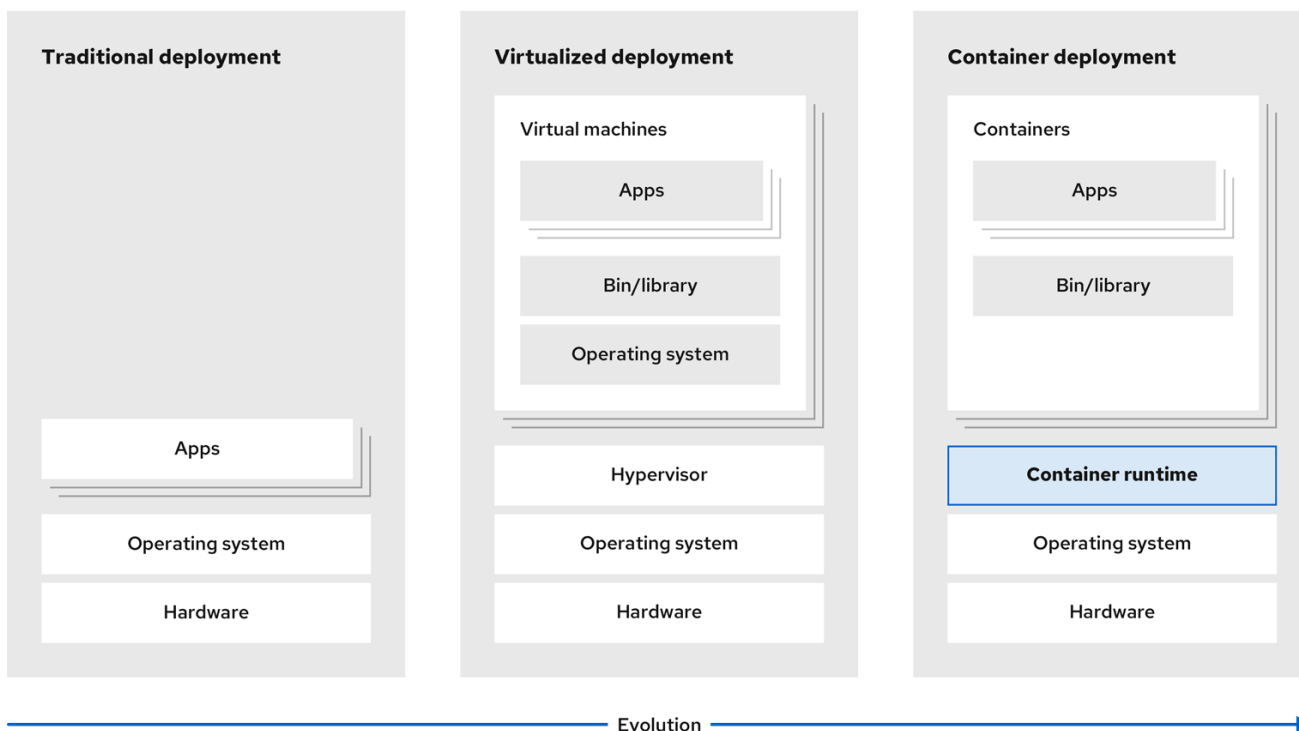 Traditional deployment
Apps
Operating system
Hardware
Virtualized deployment
Virtual machines
Apps
Bin/library
Operating system
Hypervisor
Operating system
Hardware
Container deployment
Containers
Apps
Bin/library
Container runtime
Operating system
Hardware
Evolution